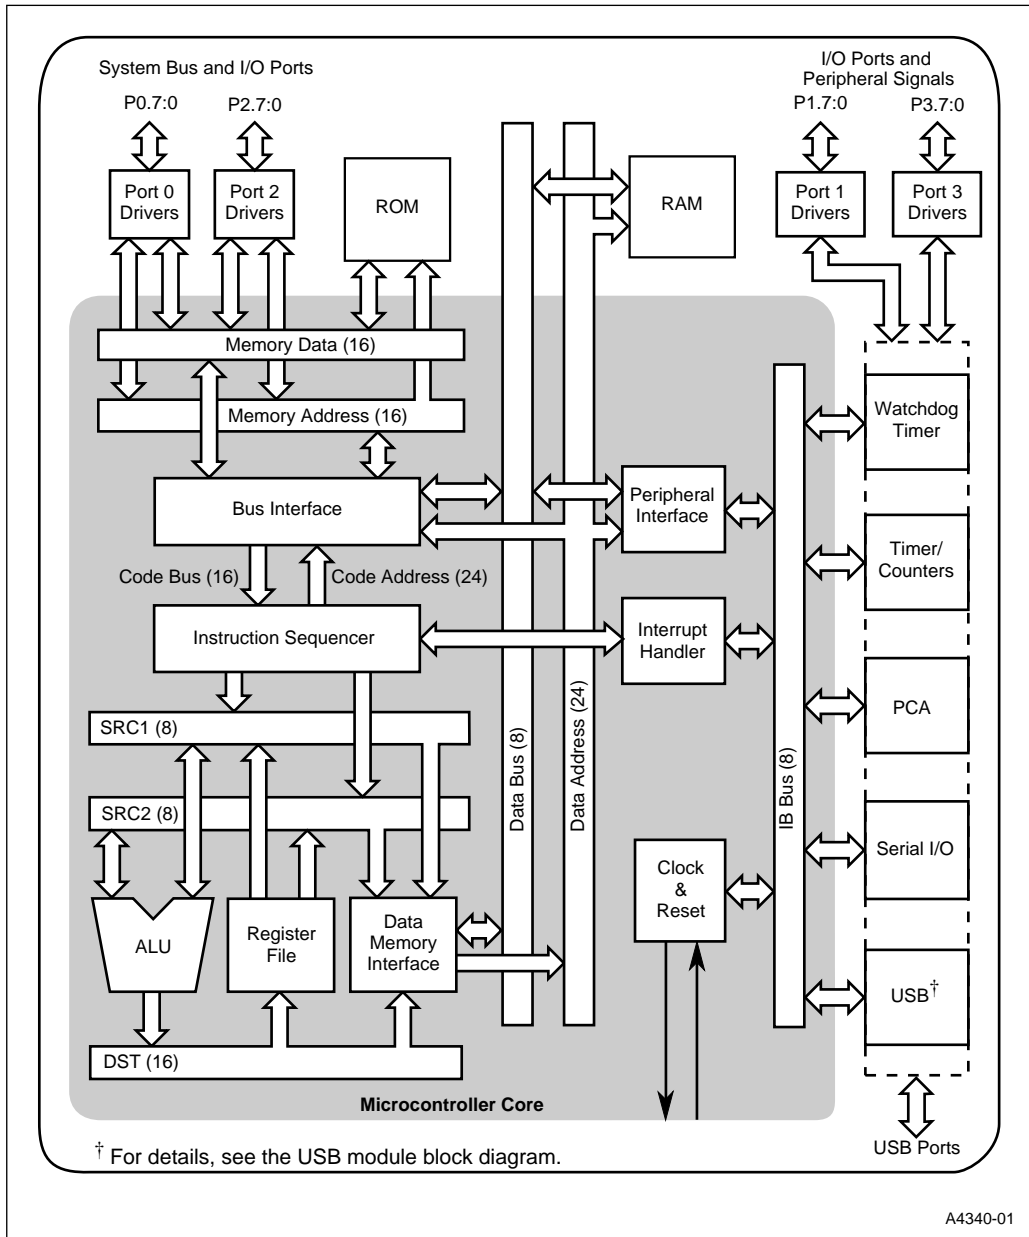 System Bus and I/O Ports
I/O Ports and
Peripheral Signals
P0.7:0
P2.7:0
P1.7:0
P3.7:0
Port 0
Drivers
Port 2
Drivers
ROM
RAM
Port 1
Drivers
Port 3
Drivers
Memory Data (16)
Memory Address (16)
Bus Interface
Code Bus (16)
Code Address (24)
Instruction Sequencer
SRC1 (8)
SRC2 (8)
ALU
Register
File
Data
Memory
Interface
DST (16)
Data Bus (8)
Data Address (24)
Peripheral
Interface
Interrupt
Handler
Clock
&
Reset
IB Bus (8)
Watchdog
Timer
Timer/
Counters
PCA
Serial I/O
USB†
Microcontroller Core
USB Ports
† For details, see the USB module block diagram.
A4340-01